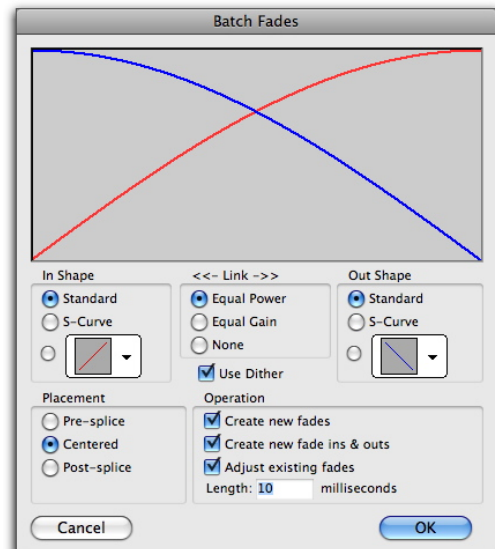 Batch Fades
In Shape
Standard
S-Curve
<<- Link ->>
Equal Power
Equal Gain
None
Use Dither
Out Shape
Standard
S-Curve
Placement
Pre-splice
Centered
Post-splice
Operation
Create new fades
Create new fade ins & outs
Adjust existing fades
Length: 10 milliseconds
Cancel
OK